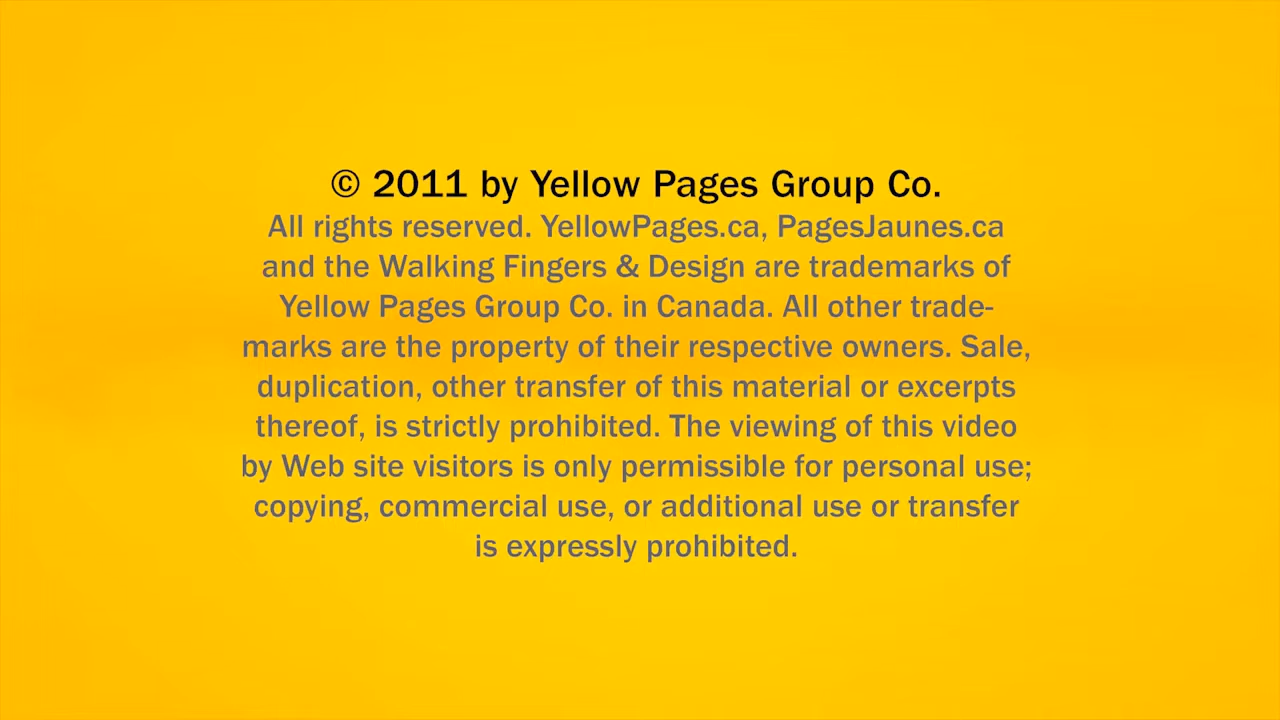 © 2011 by Yellow Pages Group Co.
All rights reserved. YellowPages.ca, PagesJaunes.ca
and the Walking Fingers & Design are trademarks of
Yellow Pages Group Co. in Canada. All other trade-
marks are the property of their respective owners. Sale,
duplication, other transfer of this material or excerpts
thereof, is strictly prohibited. The viewing of this video
by Web site visitors is only permissible for personal use;
copying, commercial use, or additional use or transfer
is expressly prohibited.